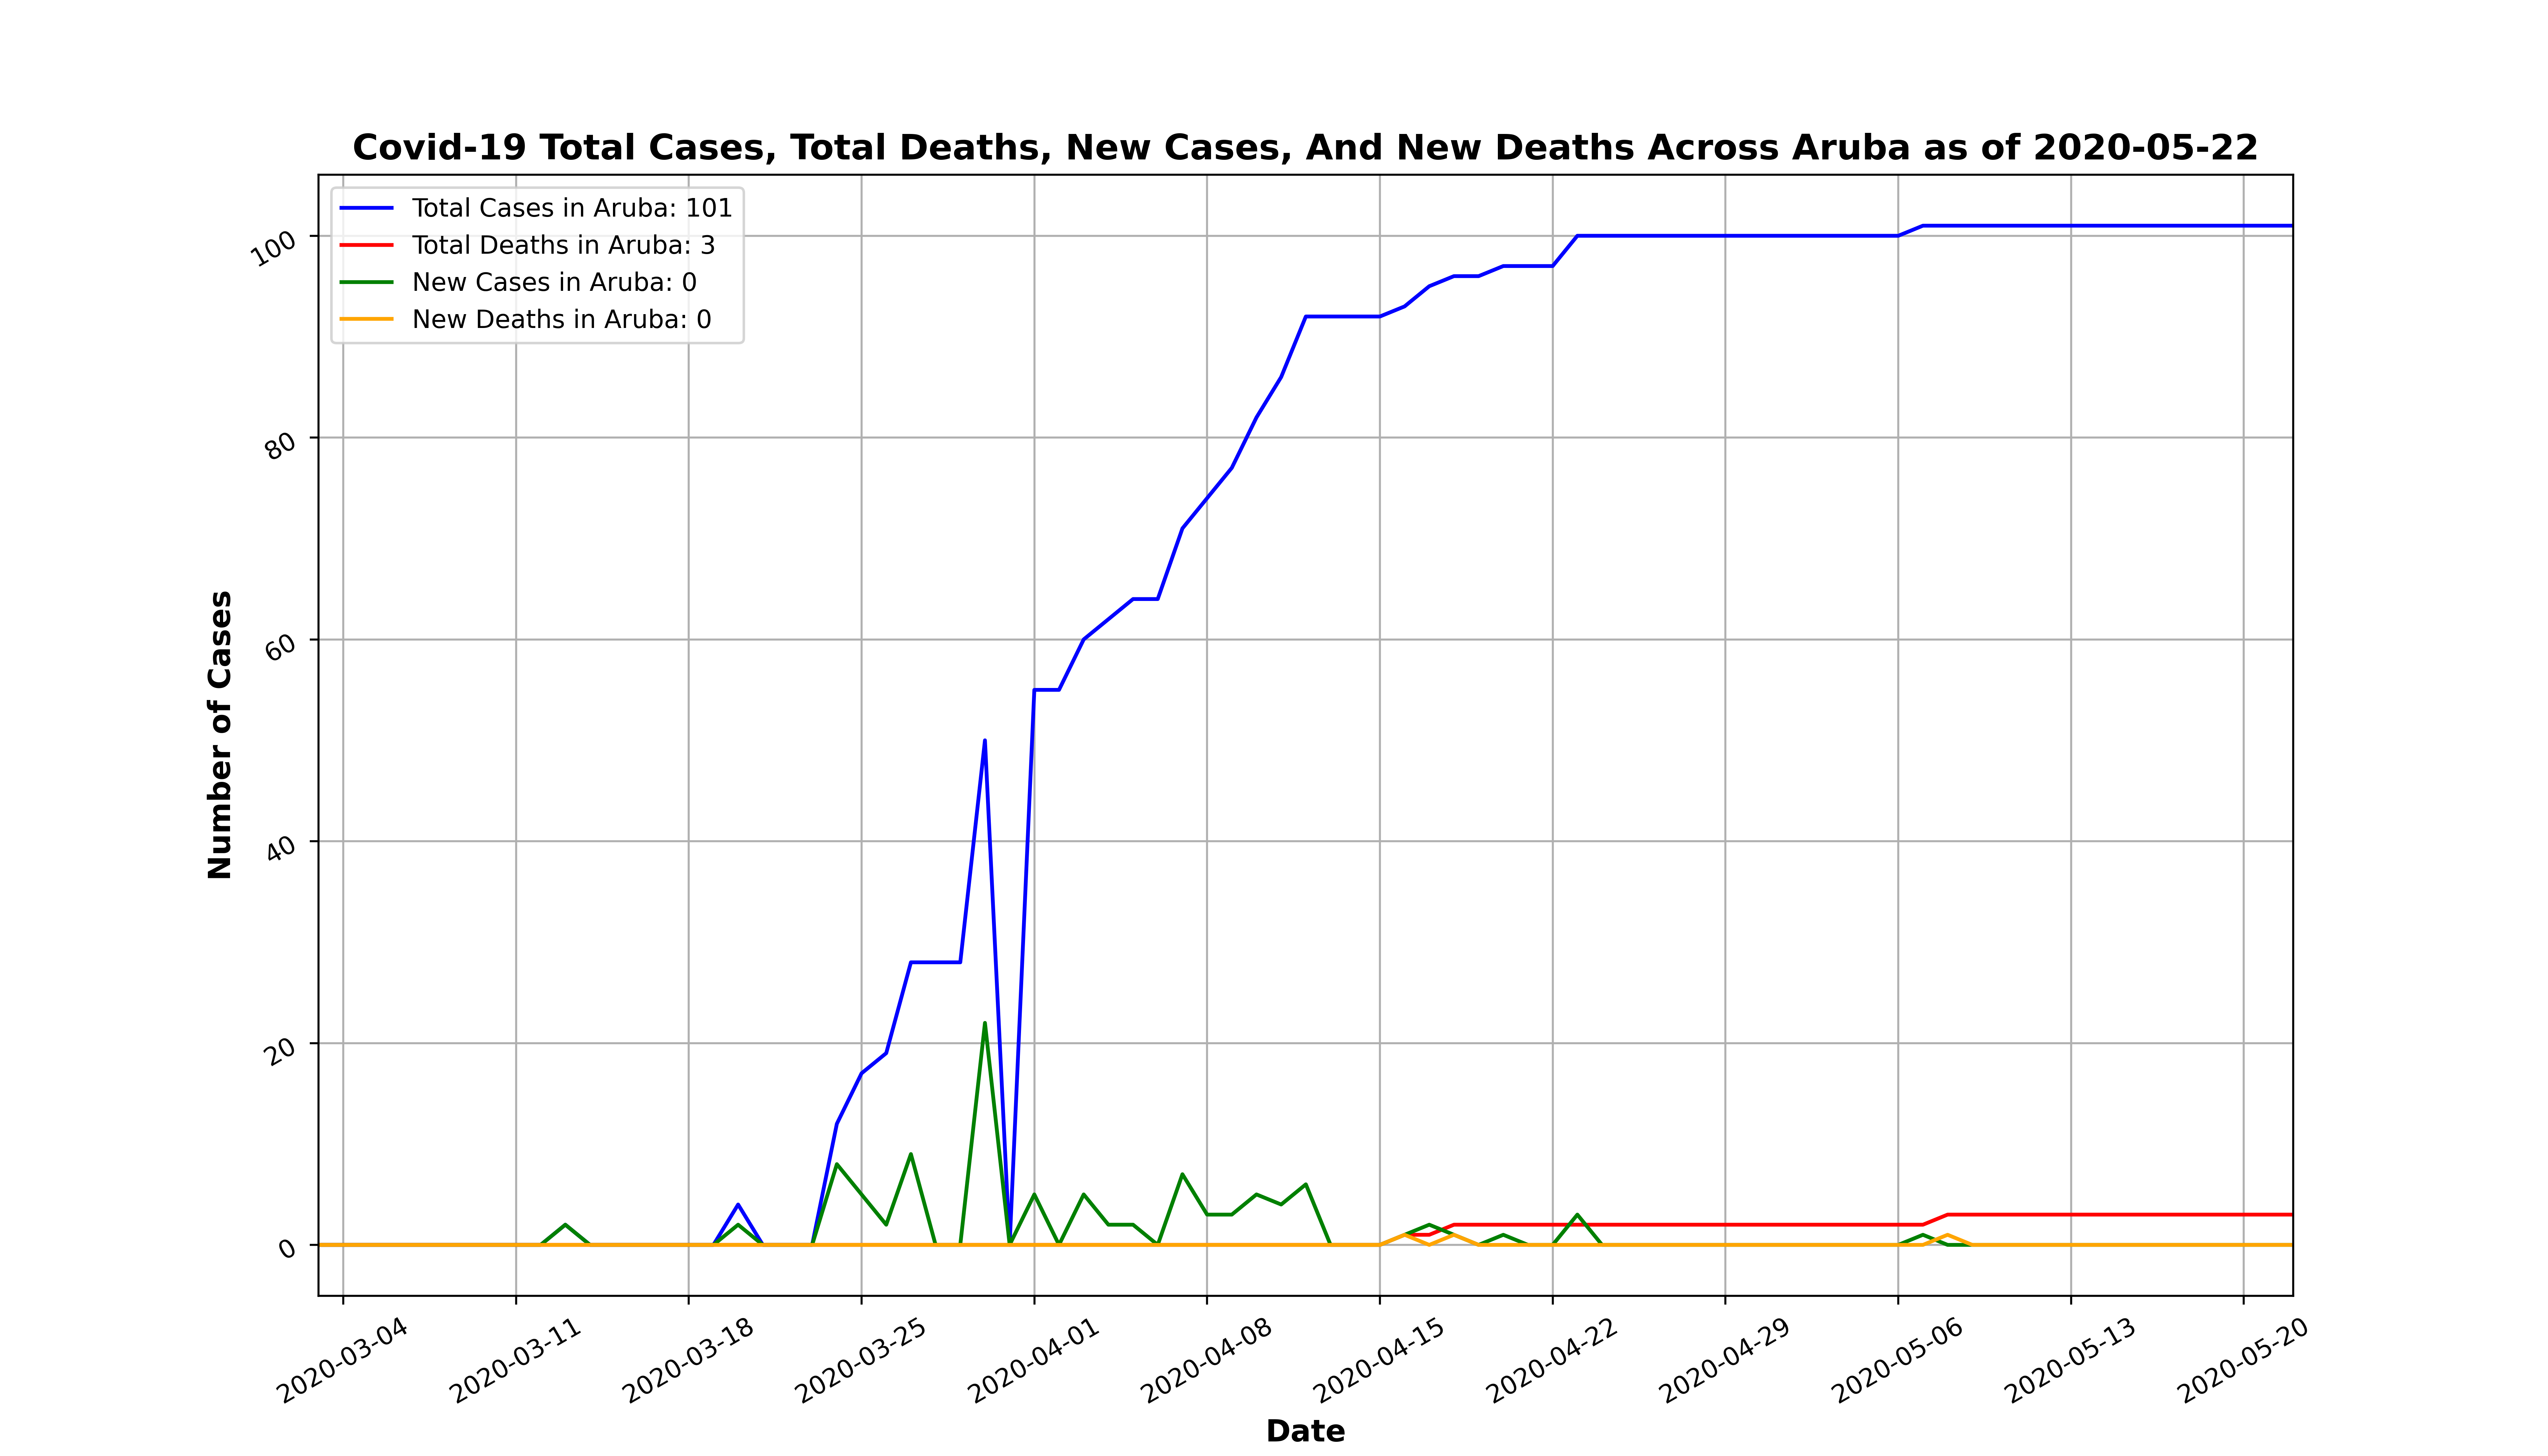 Covid-19 Total Cases, Total Deaths, New Cases, And New Deaths Across Aruba as of 2020-05-22
Total Cases in Aruba: 101
Total Deaths in Aruba: 3
New Cases in Aruba: 0
New Deaths in Aruba: 0
Number of Cases
100
80
60
40
20
0
2020-03-04
2020-03-11
2020-03-18
2020-03-25
2020-04-01
2020-04-08
2020-04-15
2020-04-22
2020-04-29
2020-05-06
2020-05-13
2020-05-20
Date